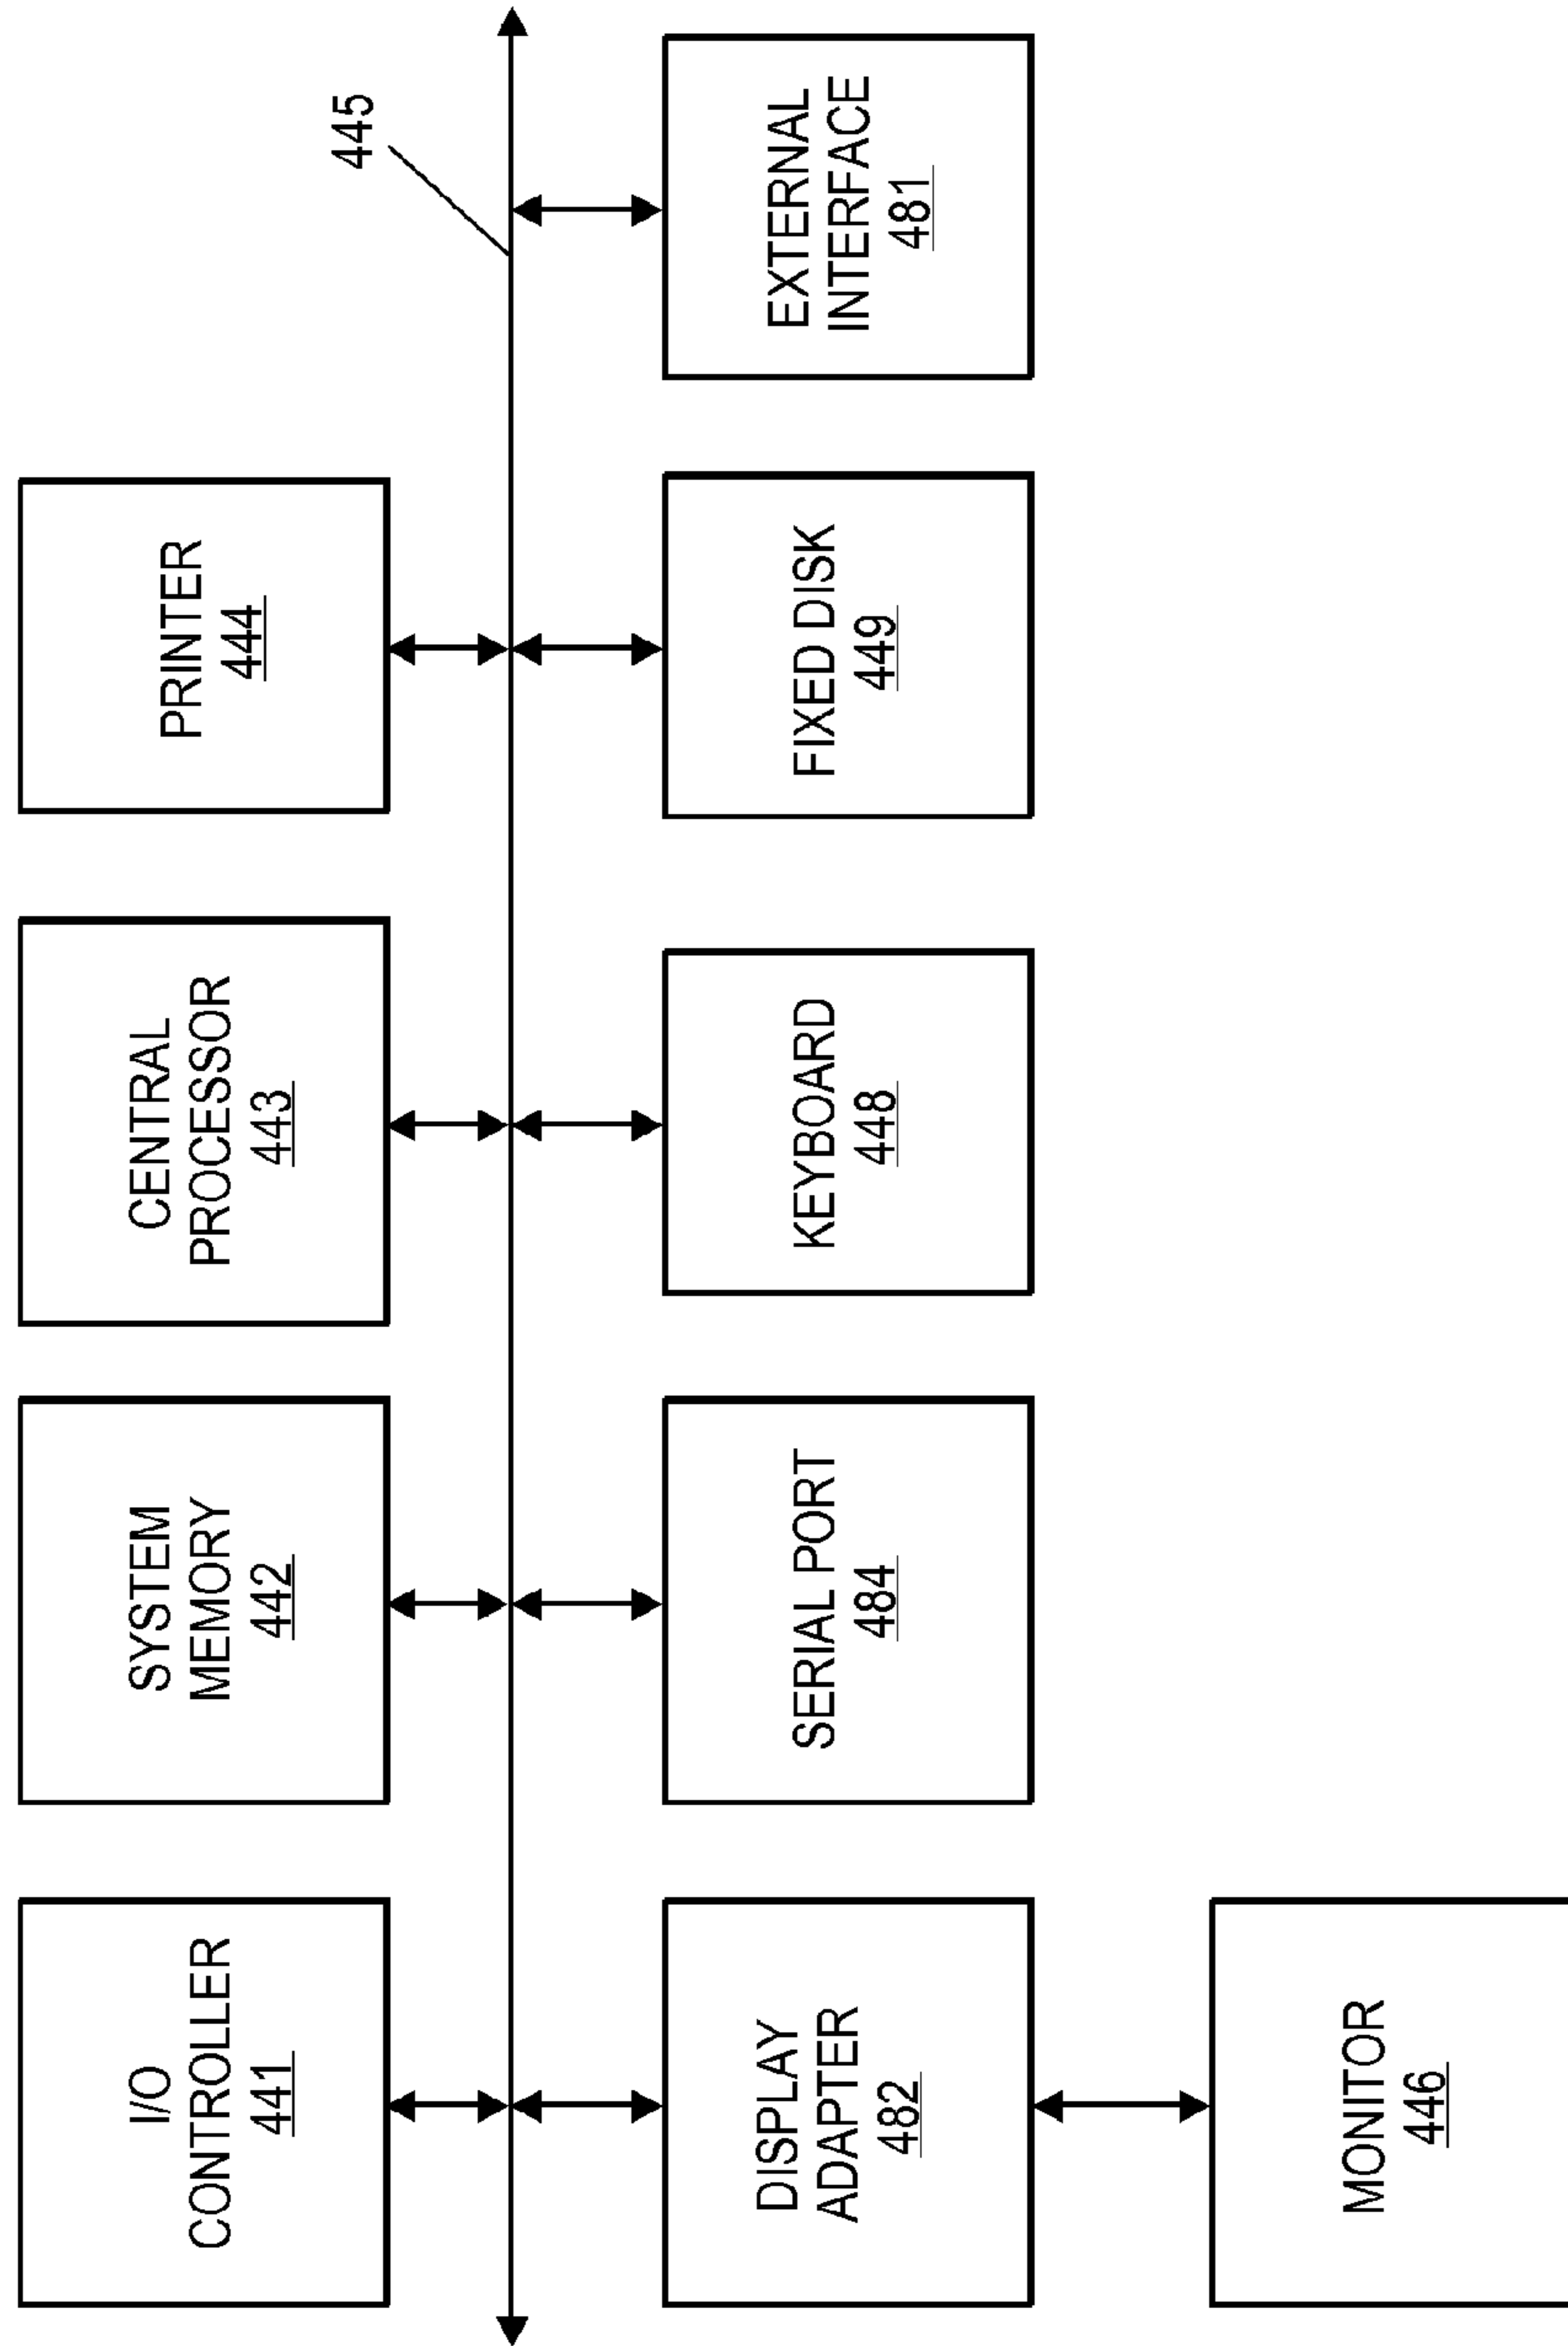 I/O
CONTROLLER
441
SYSTEM
MEMORY
442
CENTRAL
PROCESSOR
443
PRINTER
444
445
DISPLAY
ADAPTER
482
SERIAL PORT
484
KEYBOARD
448
FIXED DISK
449
EXTERNAL
INTERFACE
481
MONITOR
446